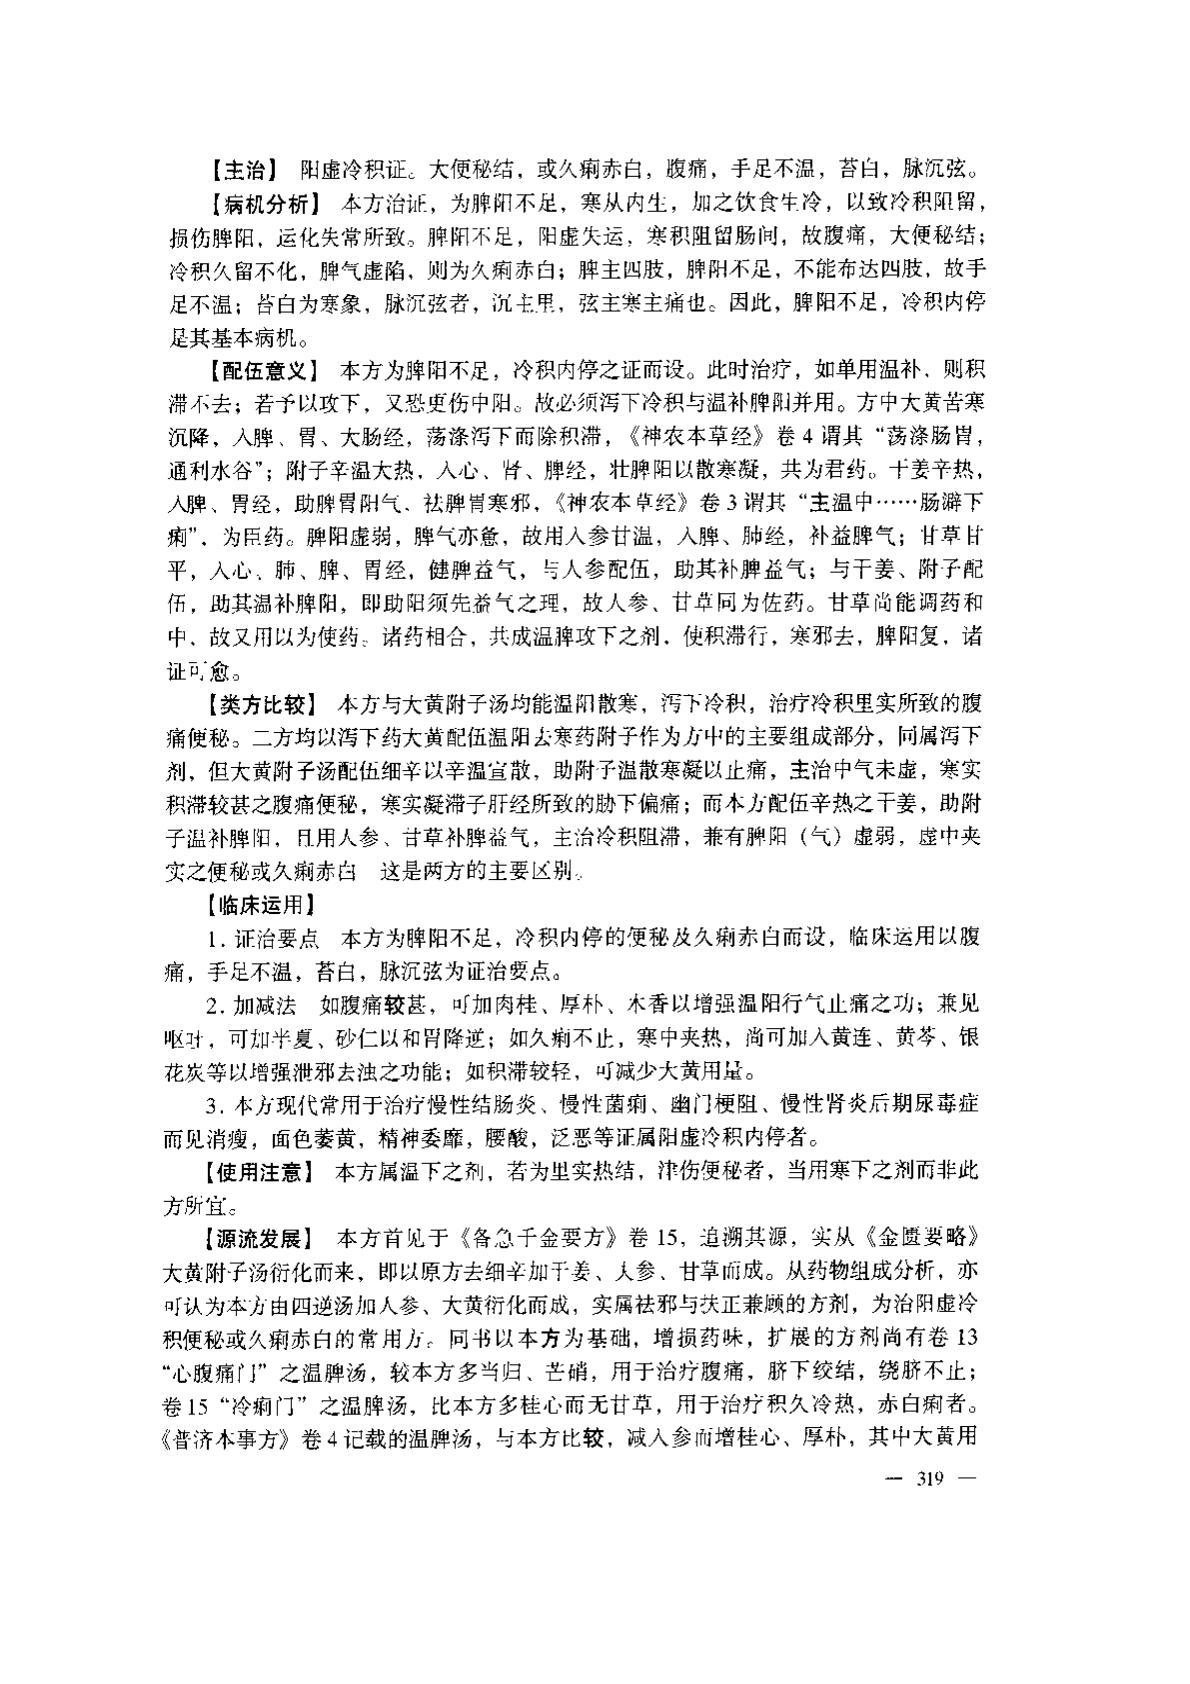 【主治】 阳虚冷积证。大便秘结，或久痢赤白，腹痛，手足不温，苔白，脉沉弦。
【病机分析】 本方治证，为脾阳不足，寒从内生，加之饮食生冷，以致冷积阻留，
损伤脾阳，运化失常所致。脾阳不足，阳虚失运，寒积阻留肠间，故腹痛，大便秘结；
冷积久留不化，脾气虚陷，则为久痢赤白；脾主四肢，脾阳不足，不能布达四肢，故手
足不温；苔白为寒象，脉沉弦者，沉主里，弦主寒主痛也。因此，脾阳不足，冷积内停
是其基本病机。
【配伍意义】 本方为脾阳不足，冷积内停之证而设。此时治疗，如单用温补，则积
滞不去；若予以攻下，又恐更伤中阳。故必须泻下冷积与温补脾阳并用。方中大黄苦寒
沉降，入脾、胃、大肠经，荡涤泻下而除积滞，《神农本草经》卷 4 谓其“荡涤肠胃，
通利水谷”；附子辛温大热，入心、肾、脾经，壮脾阳以散寒凝，共为君药。干姜辛热，
入脾、胃经，助脾胃阳气、祛脾胃寒邪，《神农本草经》卷 3 谓其“主温中……肠澼下
痢”，为臣药。脾阳虚弱，脾气亦惫，故用人参甘温，入脾、肺经，补益脾气；甘草甘
平，入心、肺、脾、胃经，健脾益气，与人参配伍，助其补脾益气；与干姜、附子配
伍，助其温补脾阳，即助阳须先益气之理，故人参、甘草同为佐药。甘草尚能调药和
中，故又用以为使药。诸药相合，共成温脾攻下之剂，使积滞行，寒邪去，脾阳复，诸
证可愈。
【类方比较】 本方与大黄附子汤均能温阳散寒，泻下冷积，治疗冷积里实所致的腹
痛便秘。二方均以泻下药大黄配伍温阳去寒药附子作为方中的主要组成部分，同属泻下
剂，但大黄附子汤配伍细辛以辛温宣散，助附子温散寒凝以止痛，主治中气未虚，寒实
积滞较甚之腹痛便秘，寒实凝滞于肝经所致的胁下偏痛；而本方配伍辛热之干姜，助附
子温补脾阳，且用人参、甘草补脾益气，主治冷积阻滞，兼有脾阳（气）虚弱，虚中夹
实之便秘或久痢赤白 这是两方的主要区别。
【临床运用】
1. 证治要点 本方为脾阳不足，冷积内停的便秘及久痢赤白而设，临床运用以腹
痛，手足不温，苔白，脉沉弦为证治要点。
2. 加减法 如腹痛较甚，可加肉桂、厚朴、木香以增强温阳行气止痛之功；兼见
呕吐，可加半夏、砂仁以和胃降逆；如久痢不止，寒中夹热，尚可加入黄连、黄芩、银
花炭等以增强泄邪去浊之功能；如积滞较轻，可减少大黄用量。
3. 本方现代常用于治疗慢性结肠炎、慢性菌痢、幽门梗阻、慢性肾炎后期尿毒症
而见消瘦，面色萎黄，精神委靡，腰酸，泛恶等证属阳虚冷积内停者。
【使用注意】 本方属温下之剂，若为里实热结，津伤便秘者，当用寒下之剂而非此
方所宜。
【源流发展】 本方首见于《备急千金要方》卷 15，追溯其源，实从《金匮要略》
大黄附子汤衍化而来，即以原方去细辛加干姜、人参、甘草而成。从药物组成分析，亦
可认为本方由四逆汤加人参、大黄衍化而成，实属祛邪与扶正兼顾的方剂，为治阳虚冷
积便秘或久痢赤白的常用方。同书以本方为基础，增损药味，扩展的方剂尚有卷 13
“心腹痛门”之温脾汤，较本方多当归、芒硝，用于治疗腹痛，脐下绞结，绕脐不止；
卷 15“冷痢门”之温脾汤，比本方多桂心而无甘草，用于治疗积久冷热，赤白痢者。
《普济本事方》卷 4 记载的温脾汤，与本方比较，减人参而增桂心、厚朴，其中大黄用
— 319 —